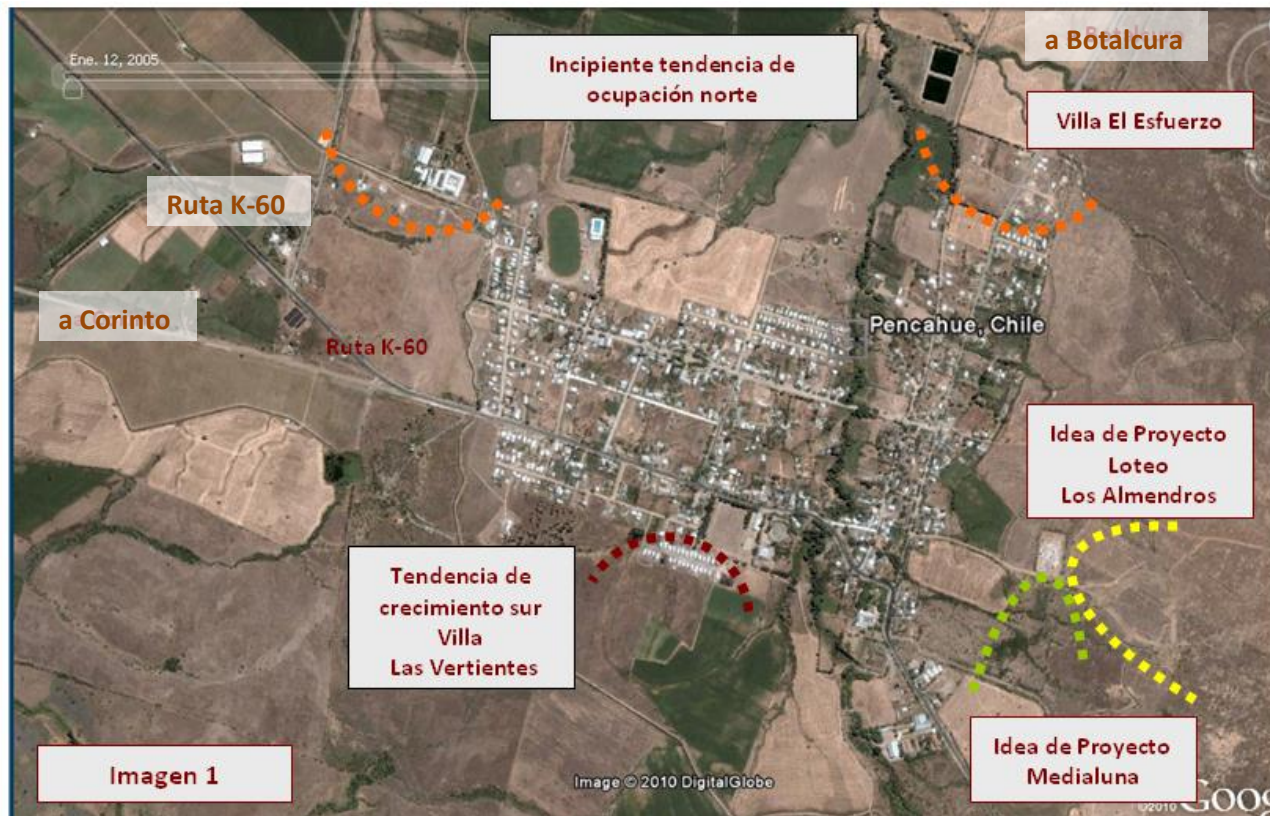 Ene. 12, 2005
Incipiente tendencia de
ocupación norte
a Botalcura
Villa El Esfuerzo
Ruta K-60
a Corinto
Ruta K-60
Pencahue, Chile
Idea de Proyecto
Loteo
Los Almendros
Tendencia de
crecimiento sur
Villa
Las Vertientes
Idea de Proyecto
Medialuna
Imagen 1
Image © 2010 DigitalGlobe
©2010 Goog